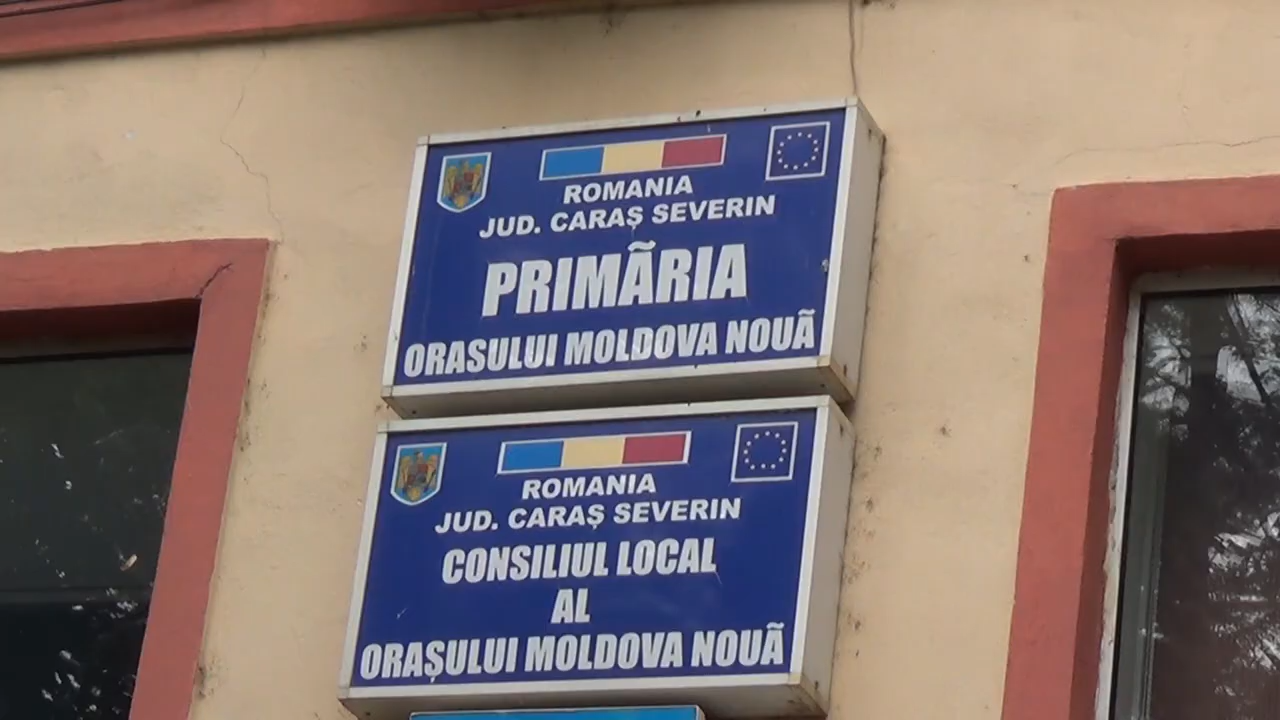 ROMANIA
JUD. CARAȘ SEVERIN
PRIMÃRIA
ORASULUI MOLDOVA NOUÃ
ROMANIA
JUD. CARAȘ SEVERIN
CONSILIUL LOCAL
AL
ORAȘULUI MOLDOVA NOUÃ